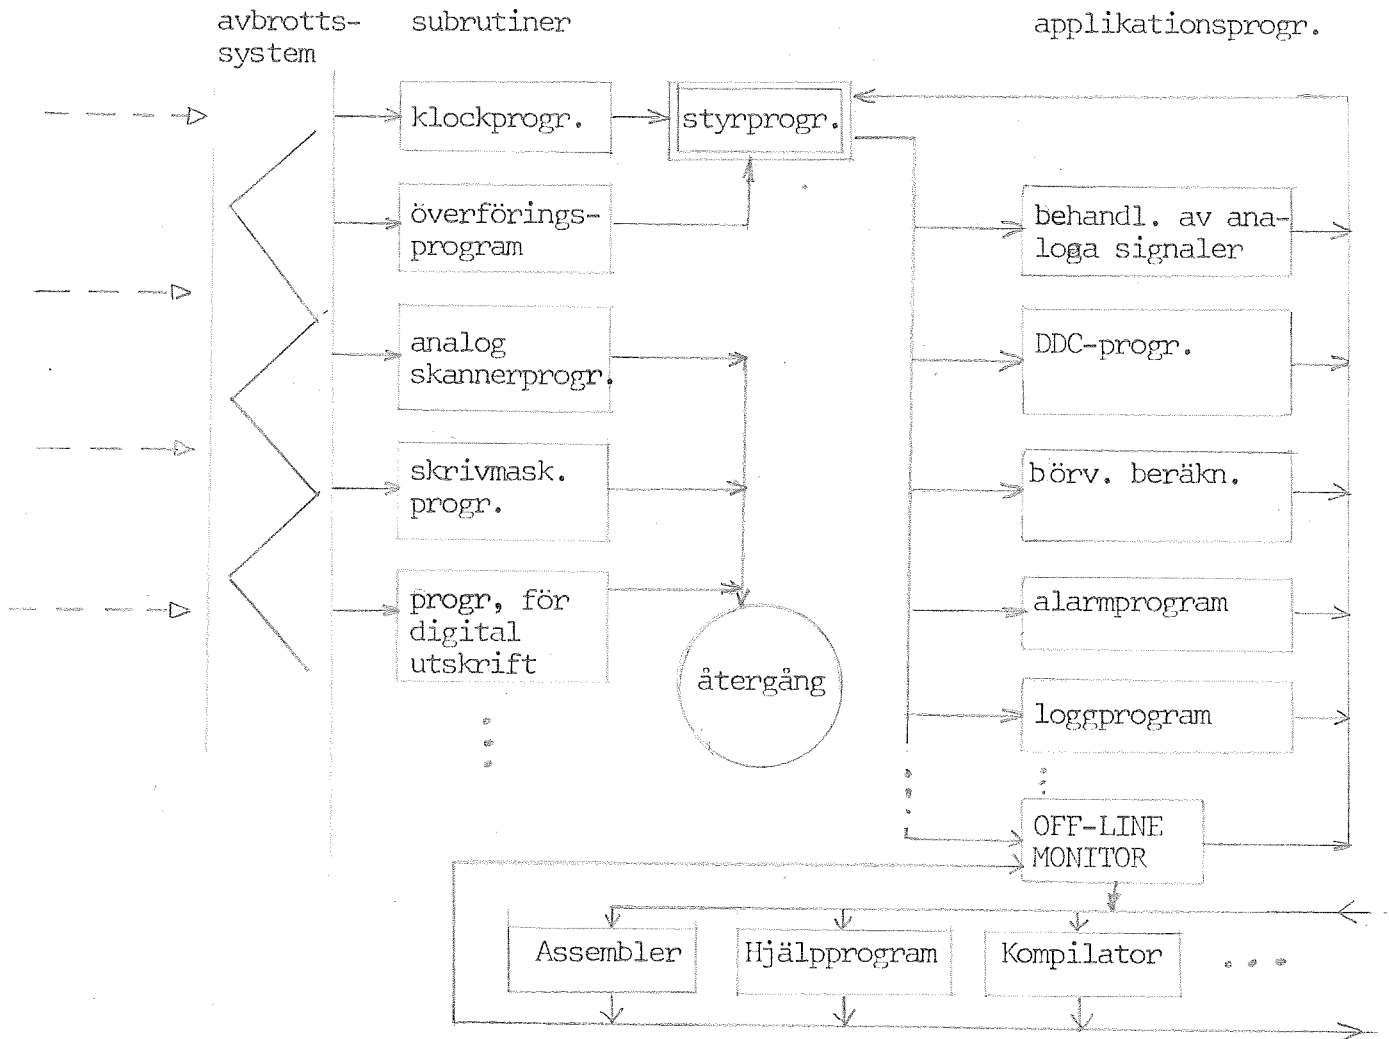 avbrotts-
system
subrutiner
applikationsprogr.
klockprogr.
styrprogr.
överförings-
program
behandl. av ana-
loga signaler
analog
skannerprogr.
DDC-progr.
skrivmask.
progr.
börv. beräkn.
progr, för
digital
utskrift
återgång
alarmprogram
loggprogram
OFF-LINE
MONITOR
Assembler
Hjälpprogram
Kompilator